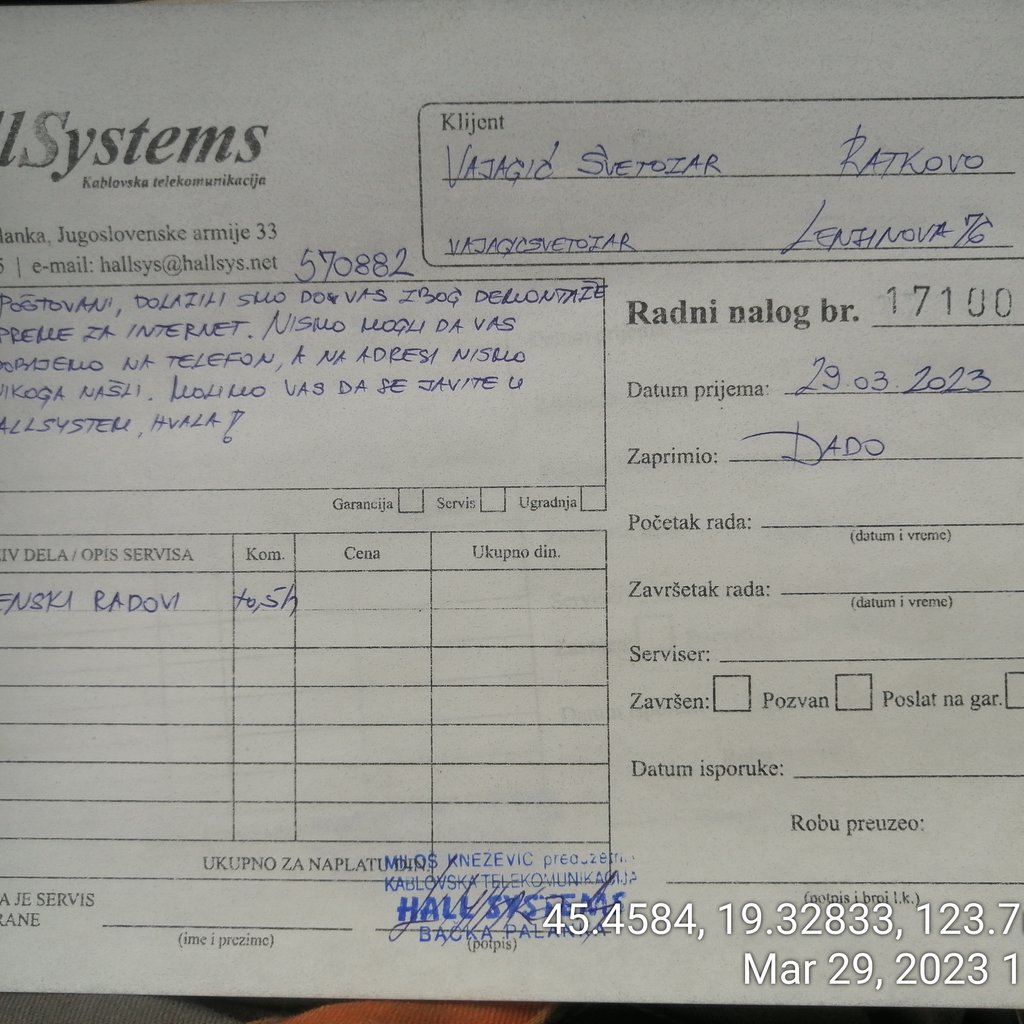 llSystems
Kablovska telekomunikacija
lanka, Jugoslovenske armije 33
5 | e-mail: hallsys@hallsys.net 570882
Klijent
VAJAGIĆ SVETOZAR RATKOVO
VAJAGICSVETOZAR LENJINOVA 76
POŠTOVANI, DOLAZILI SMO DO VAS ZBOG DEMONTAŽE
PREME ZA INTERNET. NISMO MOGLI DA VAS
DOBIJEMO NA TELEFON, A NA ADRESI NISMO
NIKOGA NAŠLI. MOLIMO VAS DA SE JAVITE U
ALLSYSTEM, HVALA!
Garancija Servis Ugradnja
Radni nalog br. 17100
Datum prijema: 29.03.2023
Zaprimio: DADO
Početak rada:
(datum i vreme)
Završetak rada:
(datum i vreme)
Serviser:
Završen: Pozvan Poslat na gar.
Datum isporuke:
Robu preuzeo:
(potpis i broj l.k.)
IV DELA / OPIS SERVISA Kom. Cena Ukupno din.
ENSKI RADOVI
UKUPNO ZA NAPLATU DIN.
A JE SERVIS
RANE
(ime i prezime)
(potpis)
MILOŠ KNEZEVIC preduzetn.
KABLOVSKA TELEKOMUNIKACIJA
HALL SYSTEMS
BAČKA PALANKA
45.4584, 19.32833, 123.7
Mar 29, 2023 1